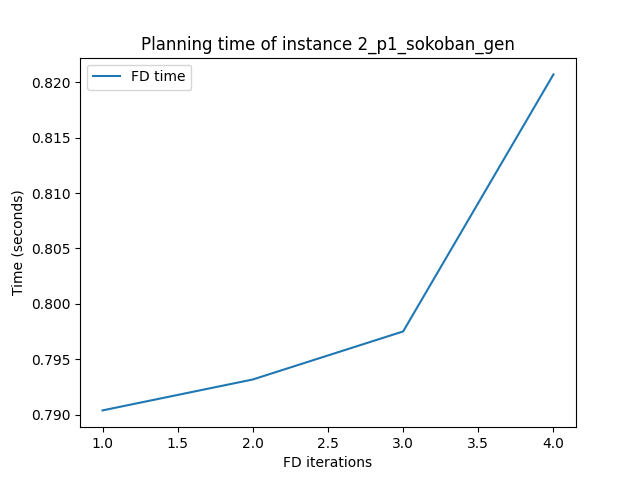 Planning time of instance 2_p1_sokoban_gen
FD time
0.820
0.815
0.810
0.805
0.800
0.795
0.790
Time (seconds)
1.0 1.5 2.0 2.5 3.0 3.5 4.0
FD iterations